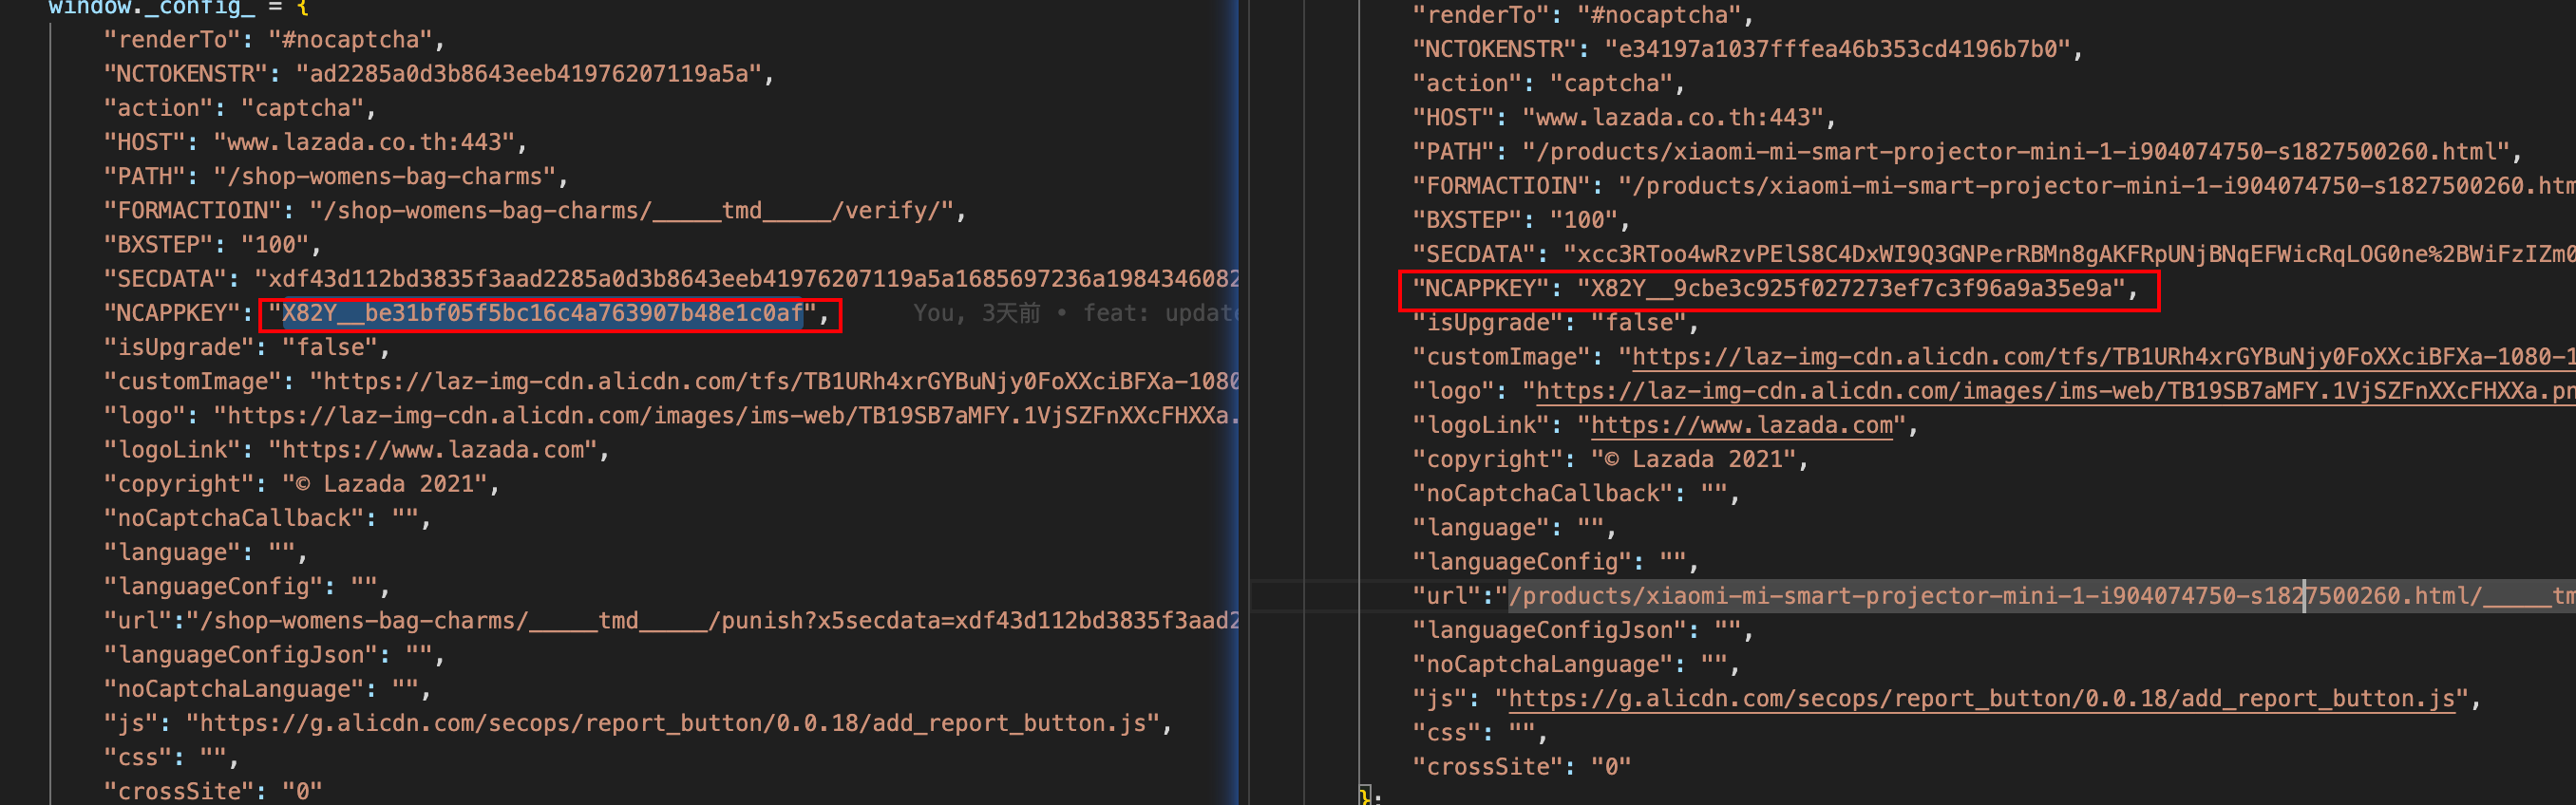 window._config_ = {
"renderTo": "#nocaptcha",
"NCTOKENSTR": "ad2285a0d3b8643eeb41976207119a5a",
"action": "captcha",
"HOST": "www.lazada.co.th:443",
"PATH": "/shop-womens-bag-charms",
"FORMACTIOIN": "/shop-womens-bag-charms/_____tmd_____/verify/",
"BXSTEP": "100",
"SECDATA": "xdf43d112bd3835f3aad2285a0d3b8643eeb41976207119a5a1685697236a1984346082
"NCAPPKEY": "X82Y__be31bf05f5bc16c4a763907b48e1c0af", You, 3天前 • feat: update
"isUpgrade": "false",
"customImage": "https://laz-img-cdn.alicdn.com/tfs/TB1URh4xrGYBuNjy0FoXXciBFXa-1080
"logo": "https://laz-img-cdn.alicdn.com/images/ims-web/TB19SB7aMFY.1VjSZFnXXcFHXXa.
"logoLink": "https://www.lazada.com",
"copyright": "© Lazada 2021",
"noCaptchaCallback": "",
"language": "",
"languageConfig": "",
"url":"/shop-womens-bag-charms/_____tmd_____/punish?x5secdata=xdf43d112bd3835f3aad2
"languageConfigJson": "",
"noCaptchaLanguage": "",
"js": "https://g.alicdn.com/secops/report_button/0.0.18/add_report_button.js",
"css": "",
"crossSite": "0"
"renderTo": "#nocaptcha",
"NCTOKENSTR": "e34197a1037fffea46b353cd4196b7b0",
"action": "captcha",
"HOST": "www.lazada.co.th:443",
"PATH": "/products/xiaomi-mi-smart-projector-mini-1-i904074750-s1827500260.html",
"FORMACTIOIN": "/products/xiaomi-mi-smart-projector-mini-1-i904074750-s1827500260.htm
"BXSTEP": "100",
"SECDATA": "xcc3RToo4wRzvPElS8C4DxWI9Q3GNPerRBMn8gAKFRpUNjBNqEFWicRqLOG0ne%2BWiFzIZm0
"NCAPPKEY": "X82Y__9cbe3c925f027273ef7c3f96a9a35e9a",
"isUpgrade": "false",
"customImage": "https://laz-img-cdn.alicdn.com/tfs/TB1URh4xrGYBuNjy0FoXXciBFXa-1080-1
"logo": "https://laz-img-cdn.alicdn.com/images/ims-web/TB19SB7aMFY.1VjSZFnXXcFHXXa.pn
"logoLink": "https://www.lazada.com",
"copyright": "© Lazada 2021",
"noCaptchaCallback": "",
"language": "",
"languageConfig": "",
"url":"/products/xiaomi-mi-smart-projector-mini-1-i904074750-s1827500260.html/_____tm
"languageConfigJson": "",
"noCaptchaLanguage": "",
"js": "https://g.alicdn.com/secops/report_button/0.0.18/add_report_button.js",
"css": "",
"crossSite": "0"
};